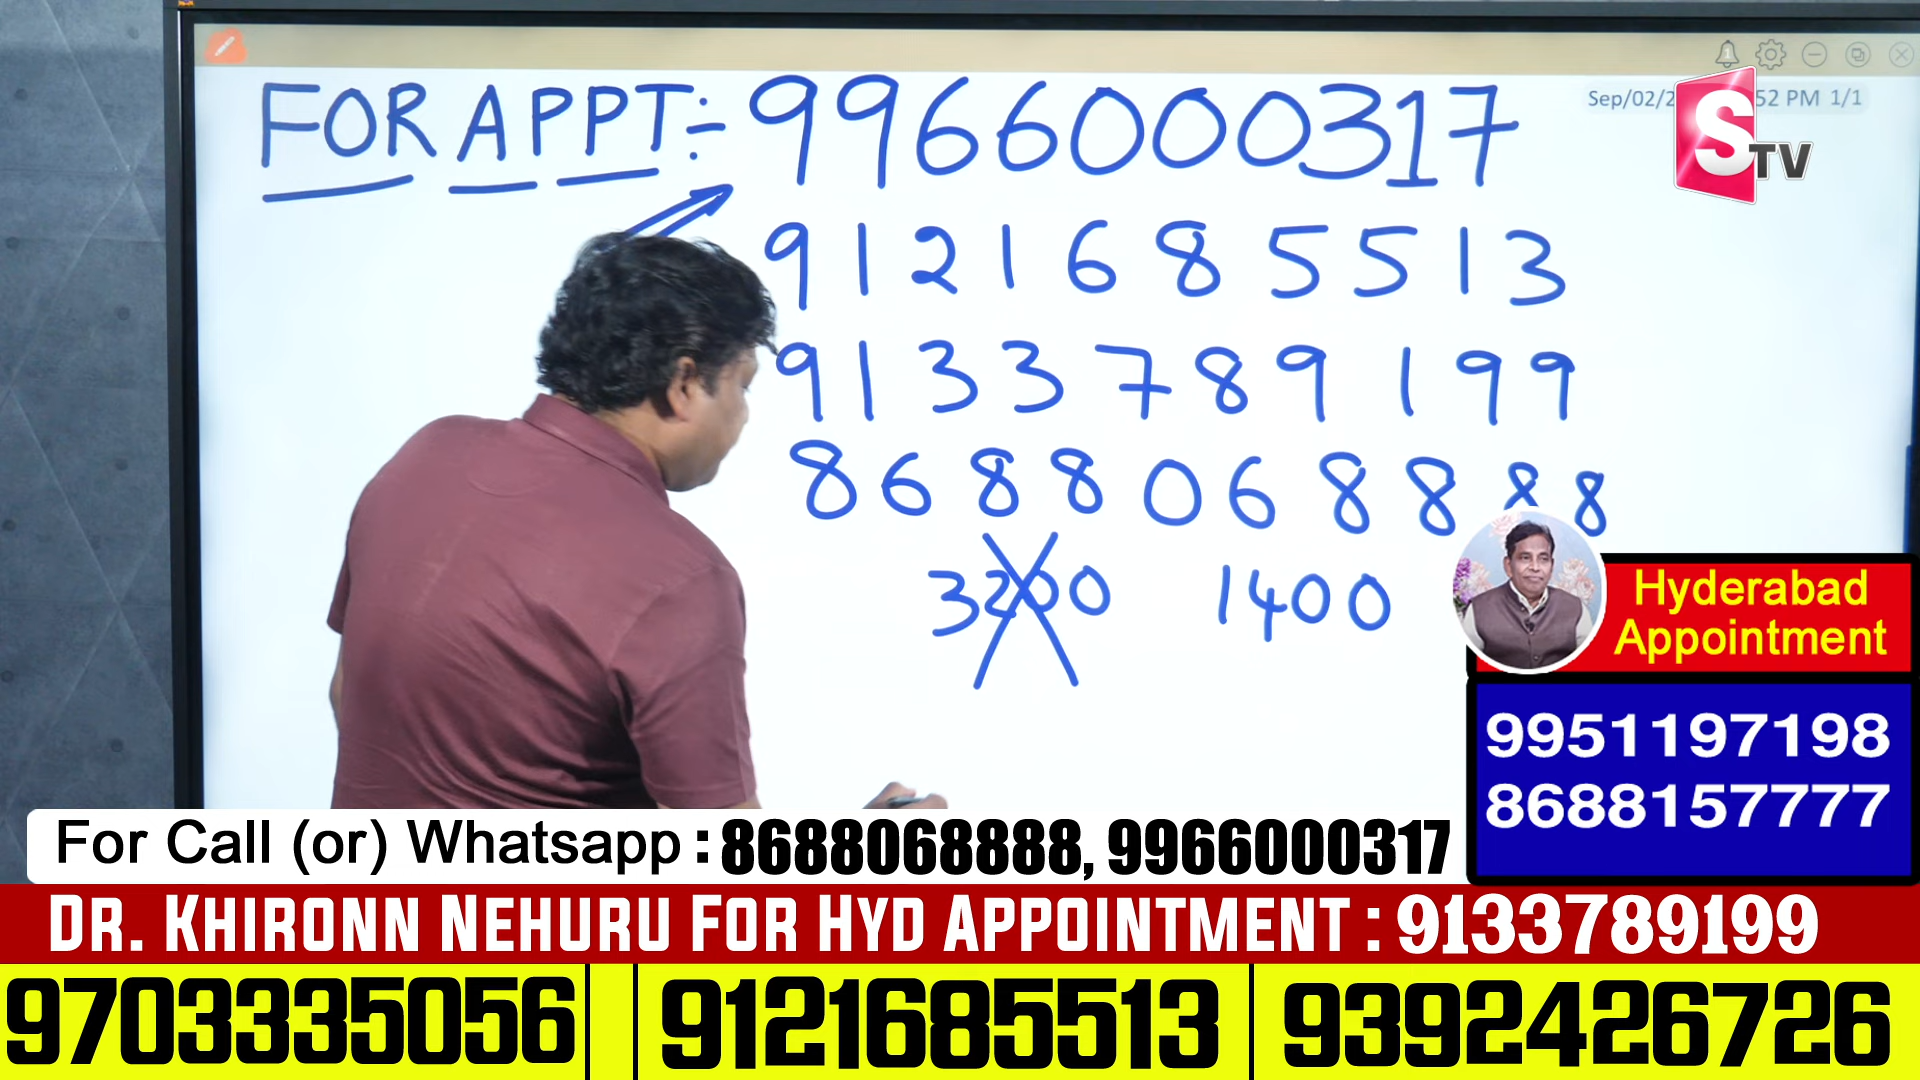 FOR APPT:- 9966000317
Sep/02/2 52 PM 1/1
STV
9121685513
9133789199
8688068888
3200 1400
Hyderabad
Appointment
9951197198
8688157777
For Call (or) Whatsapp : 8688068888, 9966000317
DR. KHIRONN NEHURU FOR HYD APPOINTMENT : 9133789199
9703335056 9121685513 9392426726